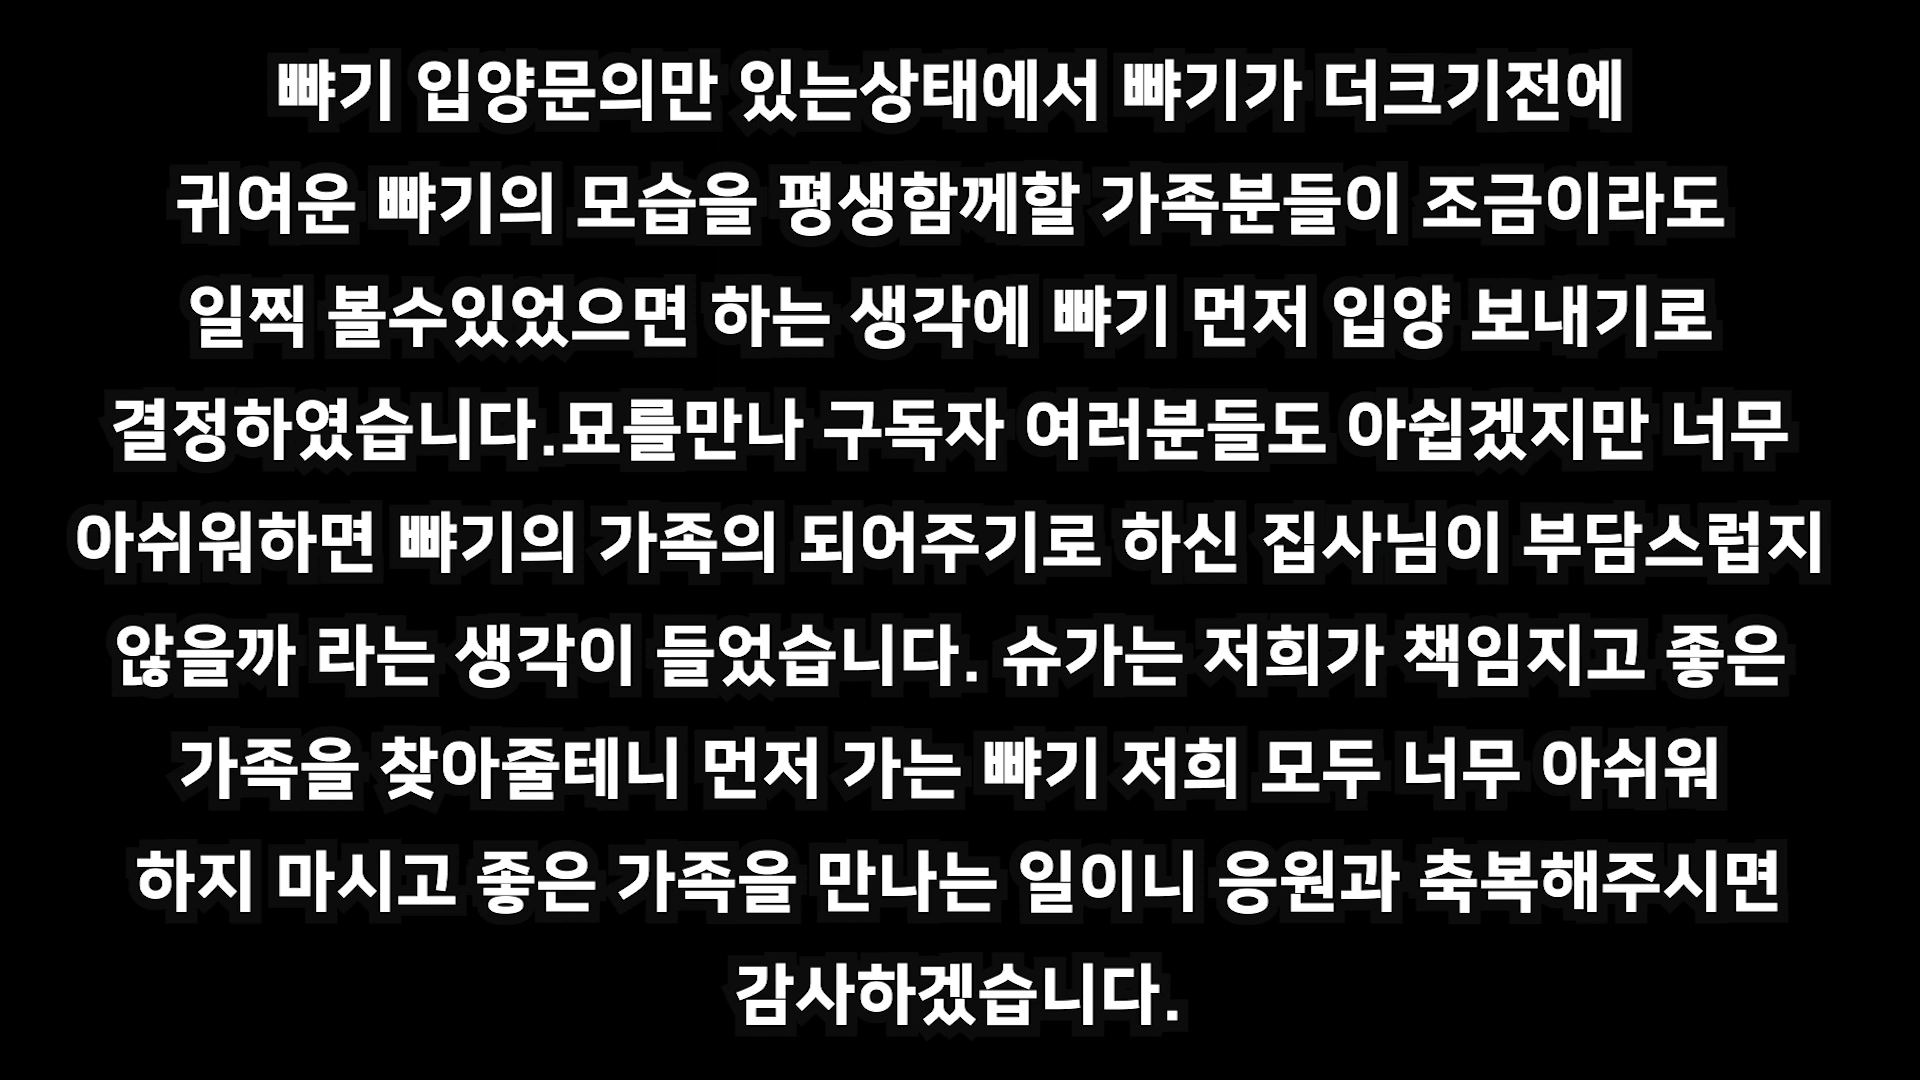 뺘기 입양문의만 있는상태에서 뺘기가 더크기전에
귀여운 뺘기의 모습을 평생함께할 가족분들이 조금이라도
일찍 볼수있었으면 하는 생각에 뺘기 먼저 입양 보내기로
결정하였습니다.묘를만나 구독자 여러분들도 아쉽겠지만 너무
아쉬워하면 뺘기의 가족의 되어주기로 하신 집사님이 부담스럽지
않을까 라는 생각이 들었습니다. 슈가는 저희가 책임지고 좋은
가족을 찾아줄테니 먼저 가는 뺘기 저희 모두 너무 아쉬워
하지 마시고 좋은 가족을 만나는 일이니 응원과 축복해주시면
감사하겠습니다.